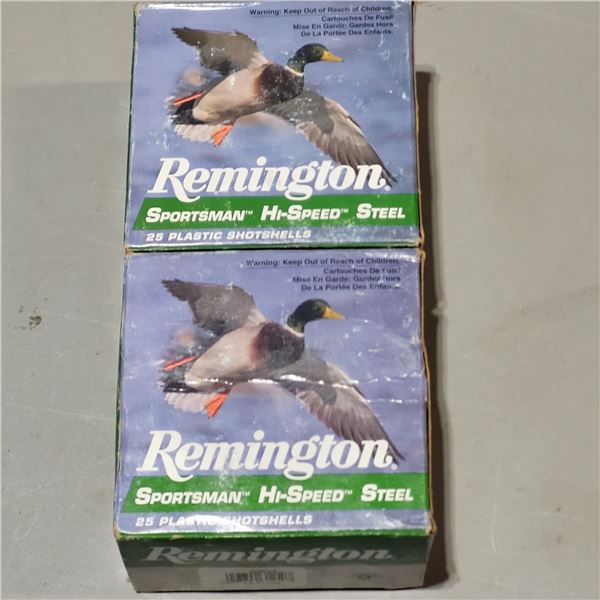 Warning: Keep Out of Reach of Children.
Cartouches De Fusil
Mise En Garde: Gardez Hors
De La Portée Des Enfants.
Remington®
SPORTSMAN™ HI-SPEED™ STEEL
25 PLASTIC SHOTSHELLS
Warning: Keep Out of Reach of Children.
Cartouches De Fusil
Mise En Garde: Gardez Hors
De La Portée Des Enfants.
Remington®
SPORTSMAN™ HI-SPEED™ STEEL
25 PLASTIC SHOTSHELLS
Remington